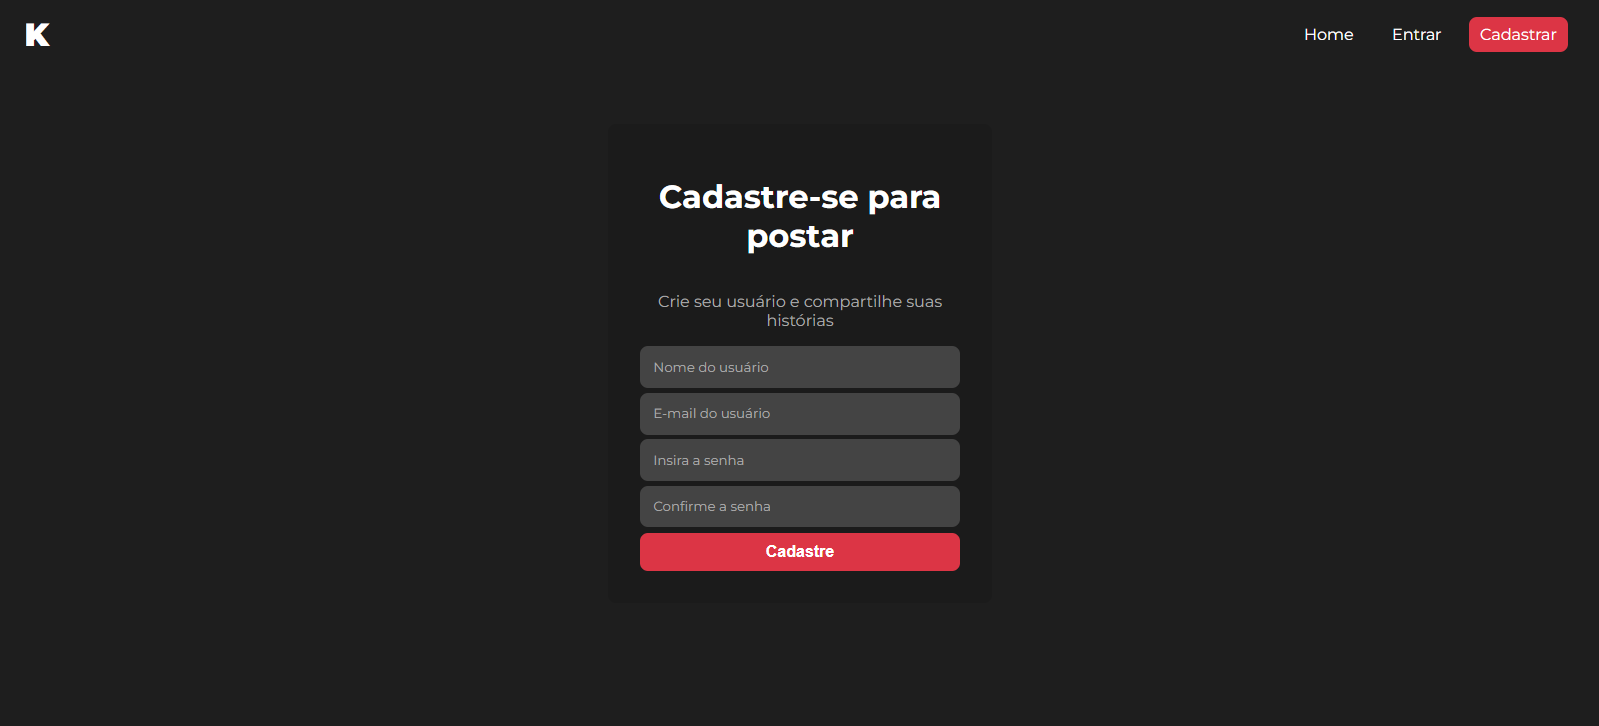 K
Home
Entrar
Cadastrar
Cadastre-se para
postar
Crie seu usuário e compartilhe suas
histórias
Nome do usuário
E-mail do usuário
Insira a senha
Confirme a senha
Cadastre